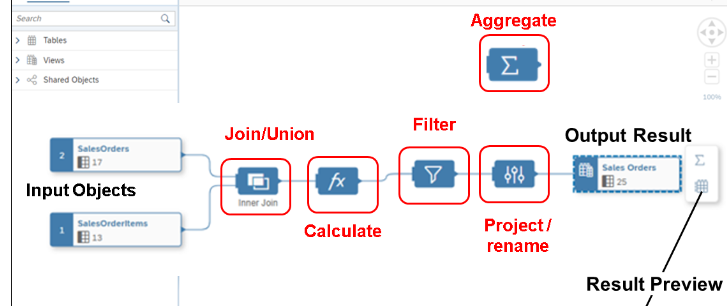 Search
Tables
Views
Shared Objects
Aggregate
Σ
100%
Join/Union
Filter
Output Result
2
SalesOrders
17
Input Objects
Inner Join
fx
Sales Orders
25
Σ
1
SalesOrderItems
13
Calculate
Project /
rename
Result Preview